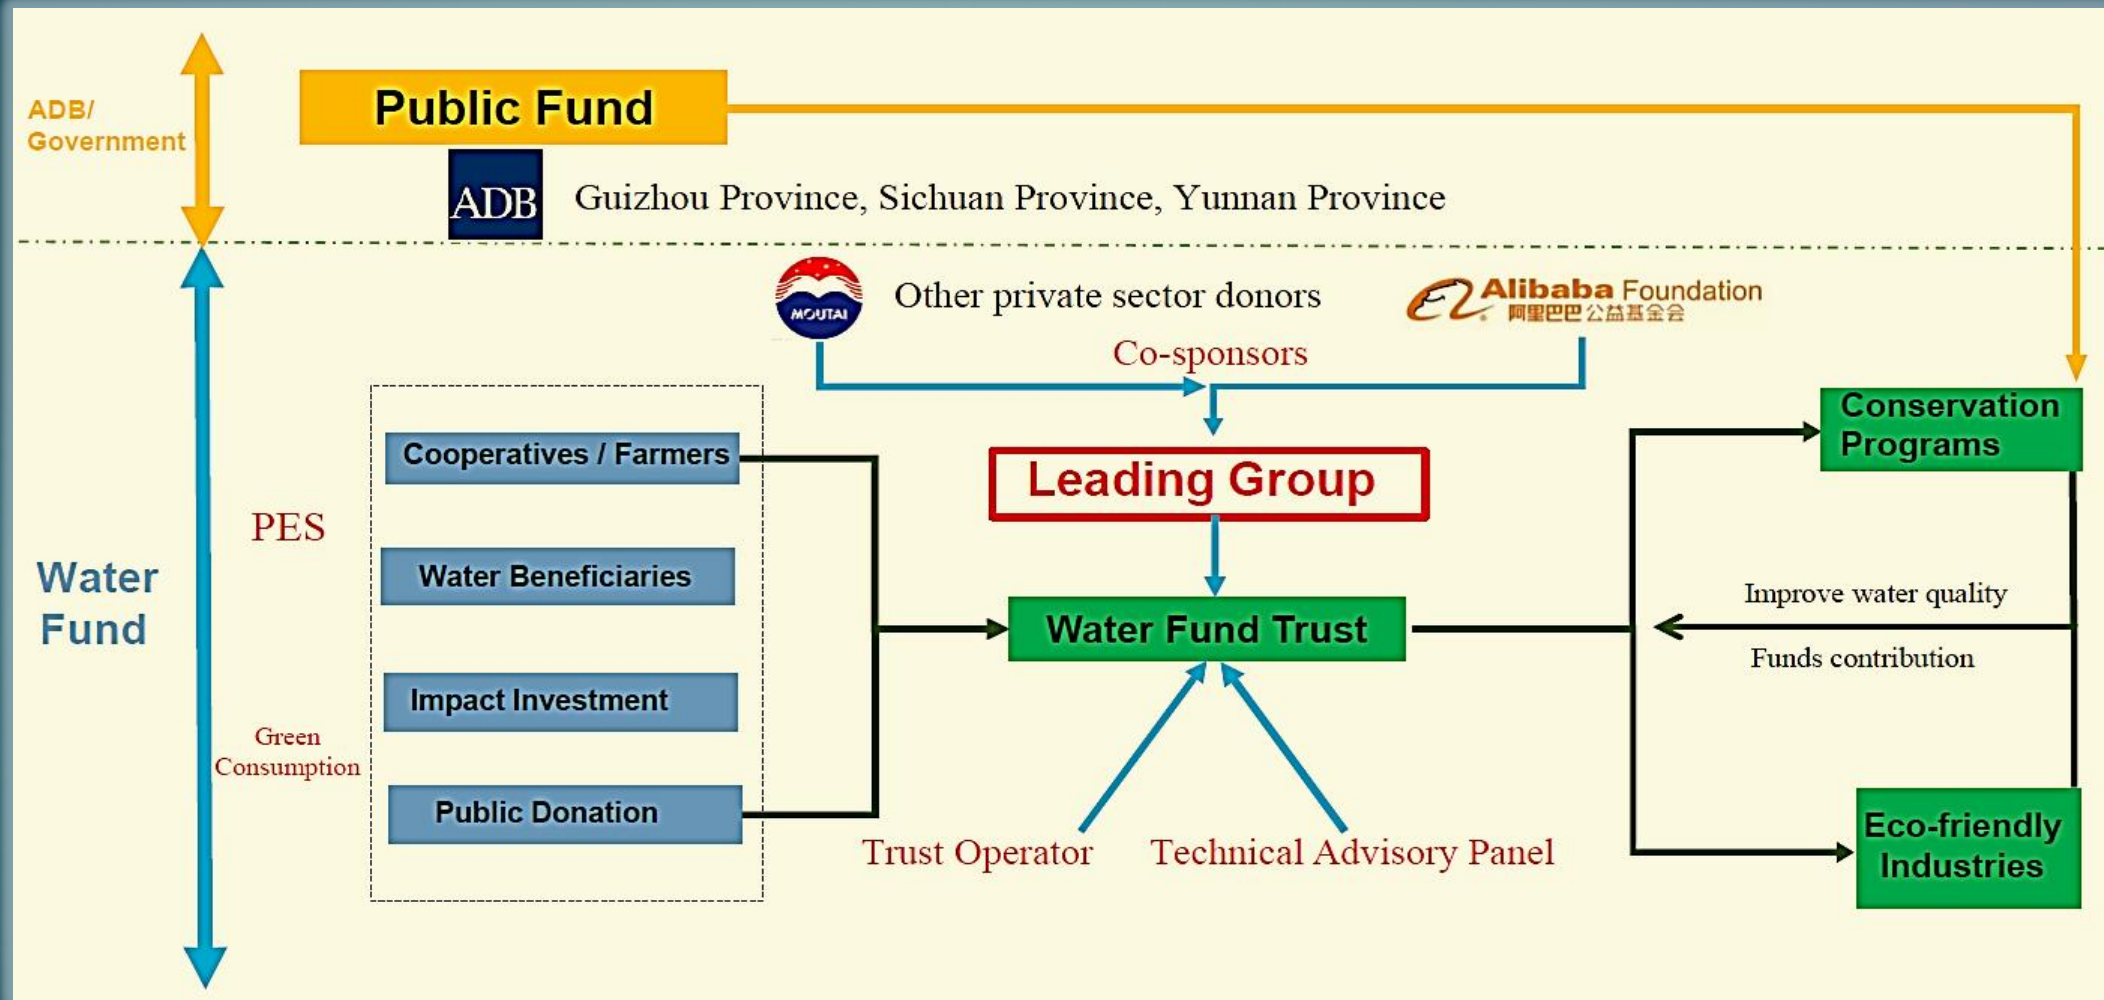 ADB/
Government
Public Fund
ADB
Guizhou Province, Sichuan Province, Yunnan Province
MOUTAI
Other private sector donors
Alibaba Foundation
阿里巴巴公益基金会
Co-sponsors
Conservation
Programs
Cooperatives / Farmers
Leading Group
PES
Water
Fund
Water Beneficiaries
Water Fund Trust
Improve water quality
Funds contribution
Impact Investment
Green
Consumption
Public Donation
Trust Operator
Technical Advisory Panel
Eco-friendly
Industries